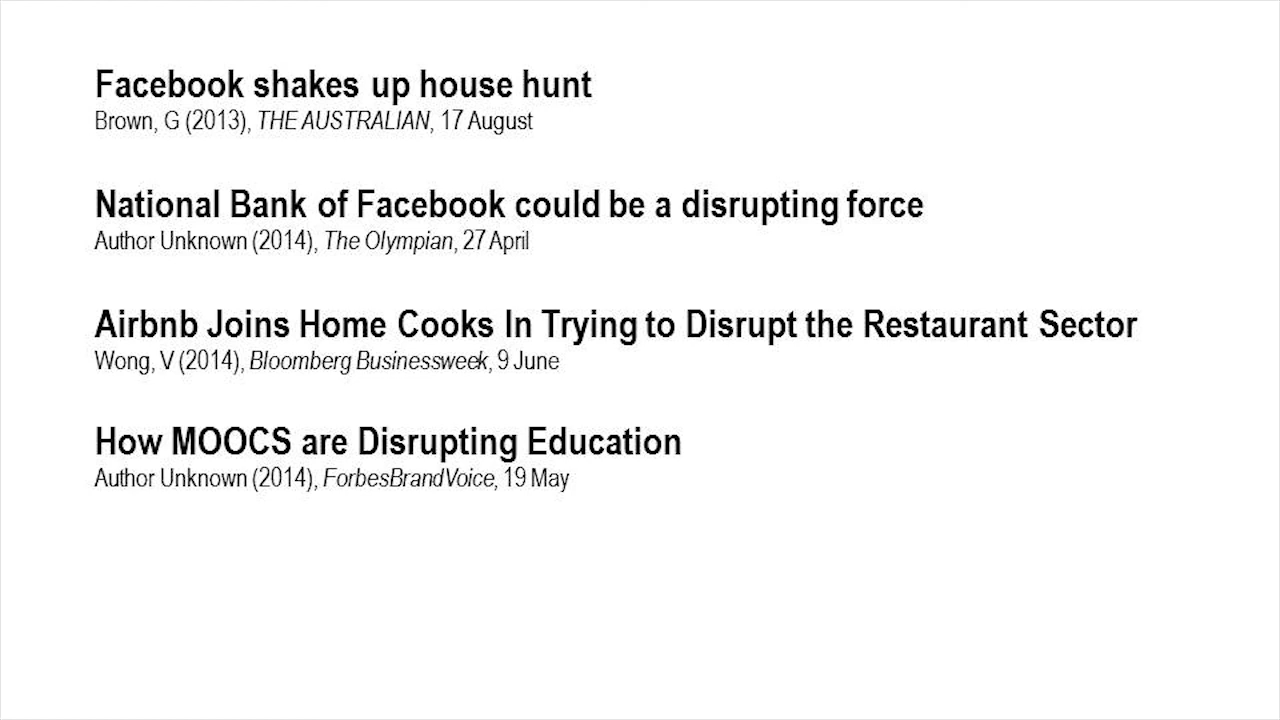 Facebook shakes up house hunt
Brown, G (2013), THE AUSTRALIAN, 17 August
National Bank of Facebook could be a disrupting force
Author Unknown (2014), The Olympian, 27 April
Airbnb Joins Home Cooks In Trying to Disrupt the Restaurant Sector
Wong, V (2014), Bloomberg Businessweek, 9 June
How MOOCS are Disrupting Education
Author Unknown (2014), ForbesBrandVoice, 19 May